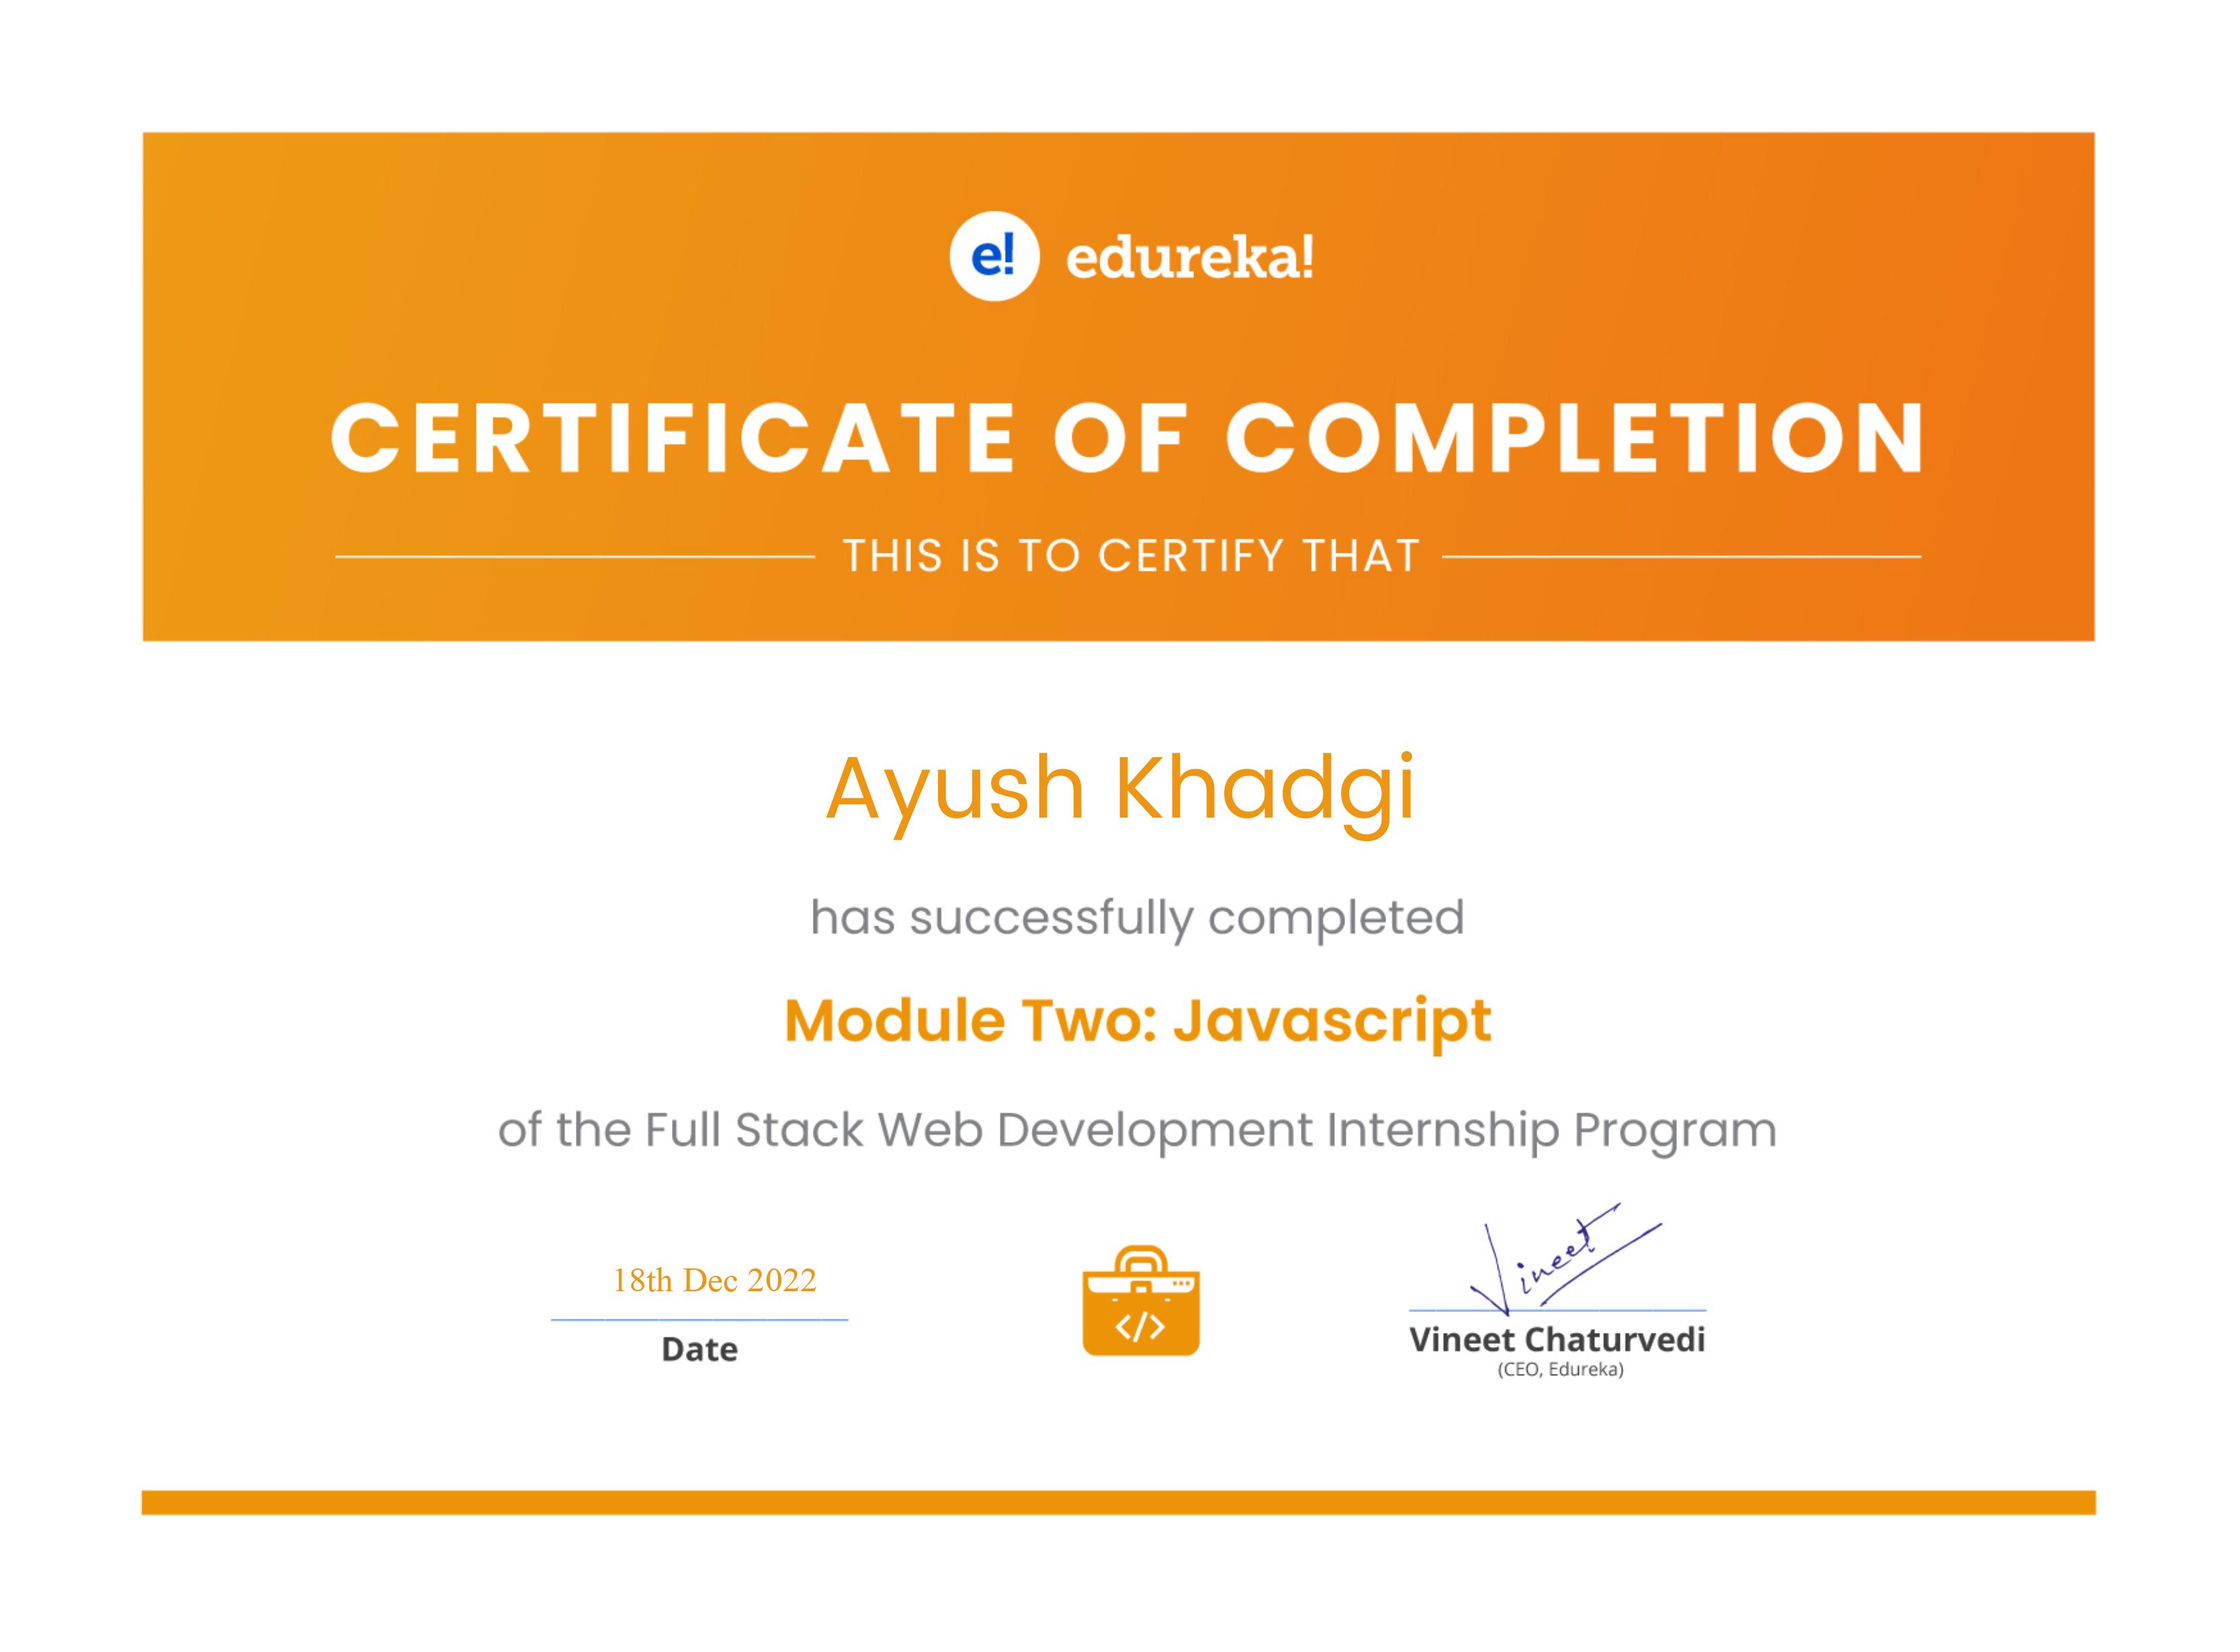 e! edureka!
CERTIFICATE OF COMPLETION
THIS IS TO CERTIFY THAT
Ayush Khadgi
has successfully completed
Module Two: Javascript
of the Full Stack Web Development Internship Program
18th Dec 2022
Date
</>
Vineet
Vineet Chaturvedi
(CEO, Edureka)